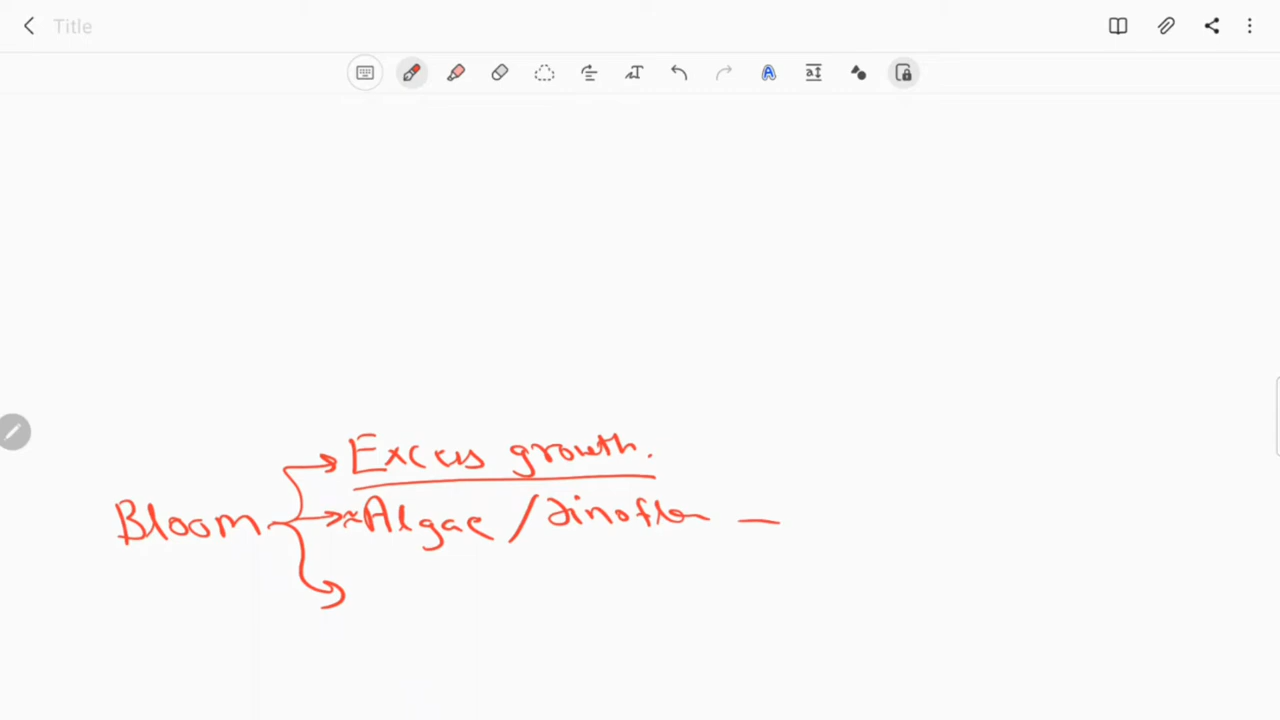 Title
Excess growth.
Bloom
Algae / Dinofla —